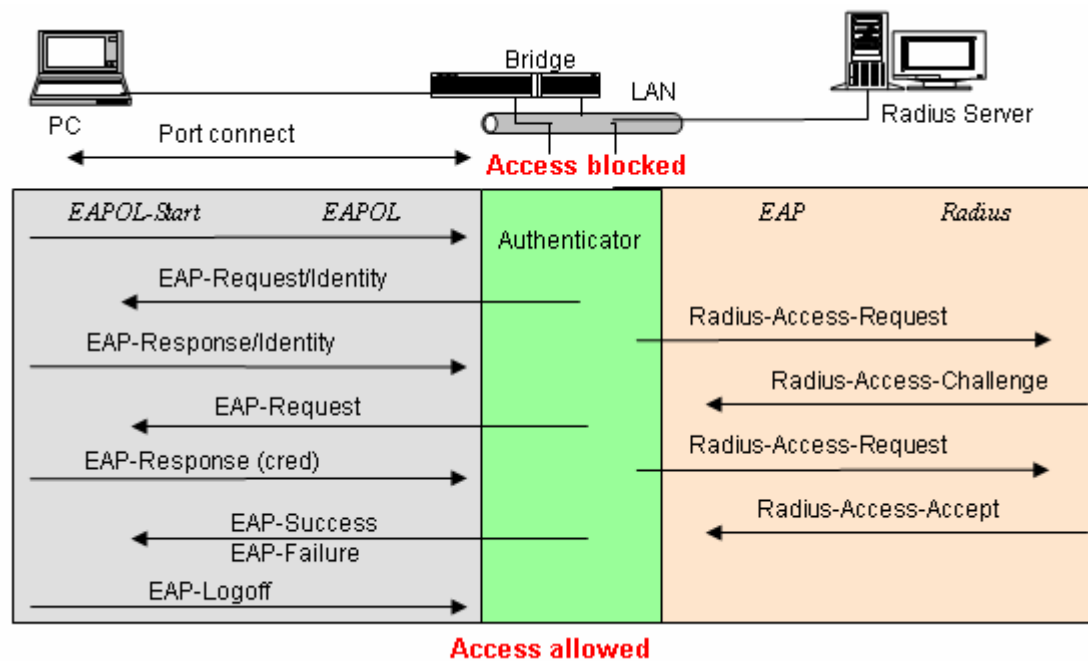 Bridge
LAN
PC
Radius Server
Port connect
Access blocked
EAPOL-Start EAPOL
EAP Radius
Authenticator
EAP-Request/Identity
Radius-Access-Request
EAP-Response/Identity
Radius-Access-Challenge
EAP-Request
Radius-Access-Request
EAP-Response (cred)
Radius-Access-Accept
EAP-Success
EAP-Failure
EAP-Logoff
Access allowed